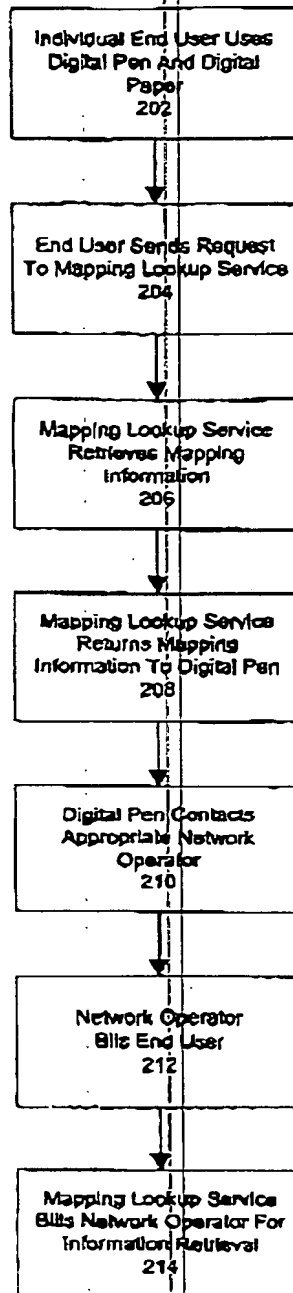 Individual End User Uses
Digital Pen And Digital
Paper
202
End User Sends Request
To Mapping Lookup Service
204
Mapping Lookup Service
Retrieves Mapping
Information
206
Mapping Lookup Service
Returns Mapping
Information To Digital Pen
208
Digital Pen Contacts
Appropriate Network
Operator
210
Network Operator
Bills End User
212
Mapping Lookup Service
Bills Network Operator For
Information Retrieval
214